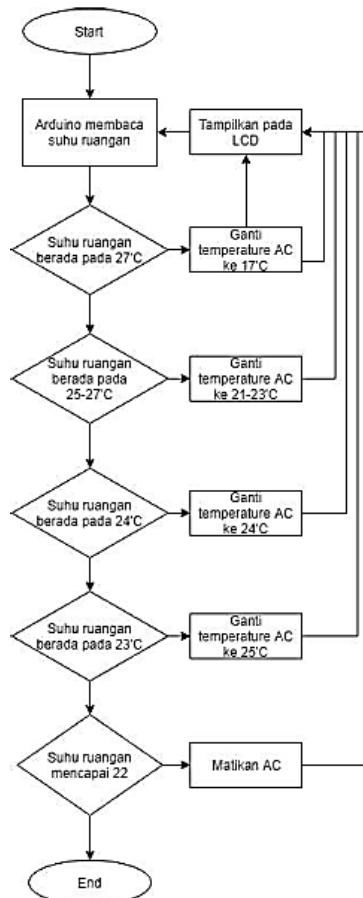 Start
Arduino membaca
suhu ruangan
Tampilkan pada
LCD
Suhu ruangan
berada pada 27'C
Ganti
temperature AC
ke 17'C
Suhu ruangan
berada pada
25-27'C
Ganti
temperature AC
ke 21-23'C
Suhu ruangan
berada pada 24'C
Ganti
temperature AC
ke 24'C
Suhu ruangan
berada pada 23'C
Ganti
temperature AC
ke 25'C
Suhu ruangan
mencapai 22
Matikan AC
End